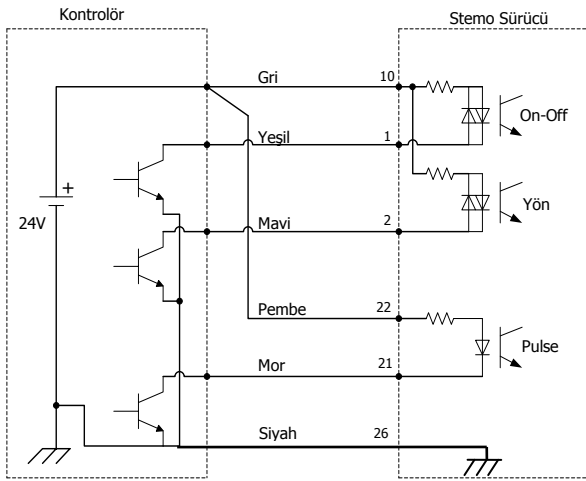 Kontrolör
Stemo Sürücü
Gri
10
On-Off
Yeşil
1
24V
+
Yön
Mavi
2
Pembe
22
Pulse
Mor
21
Siyah
26